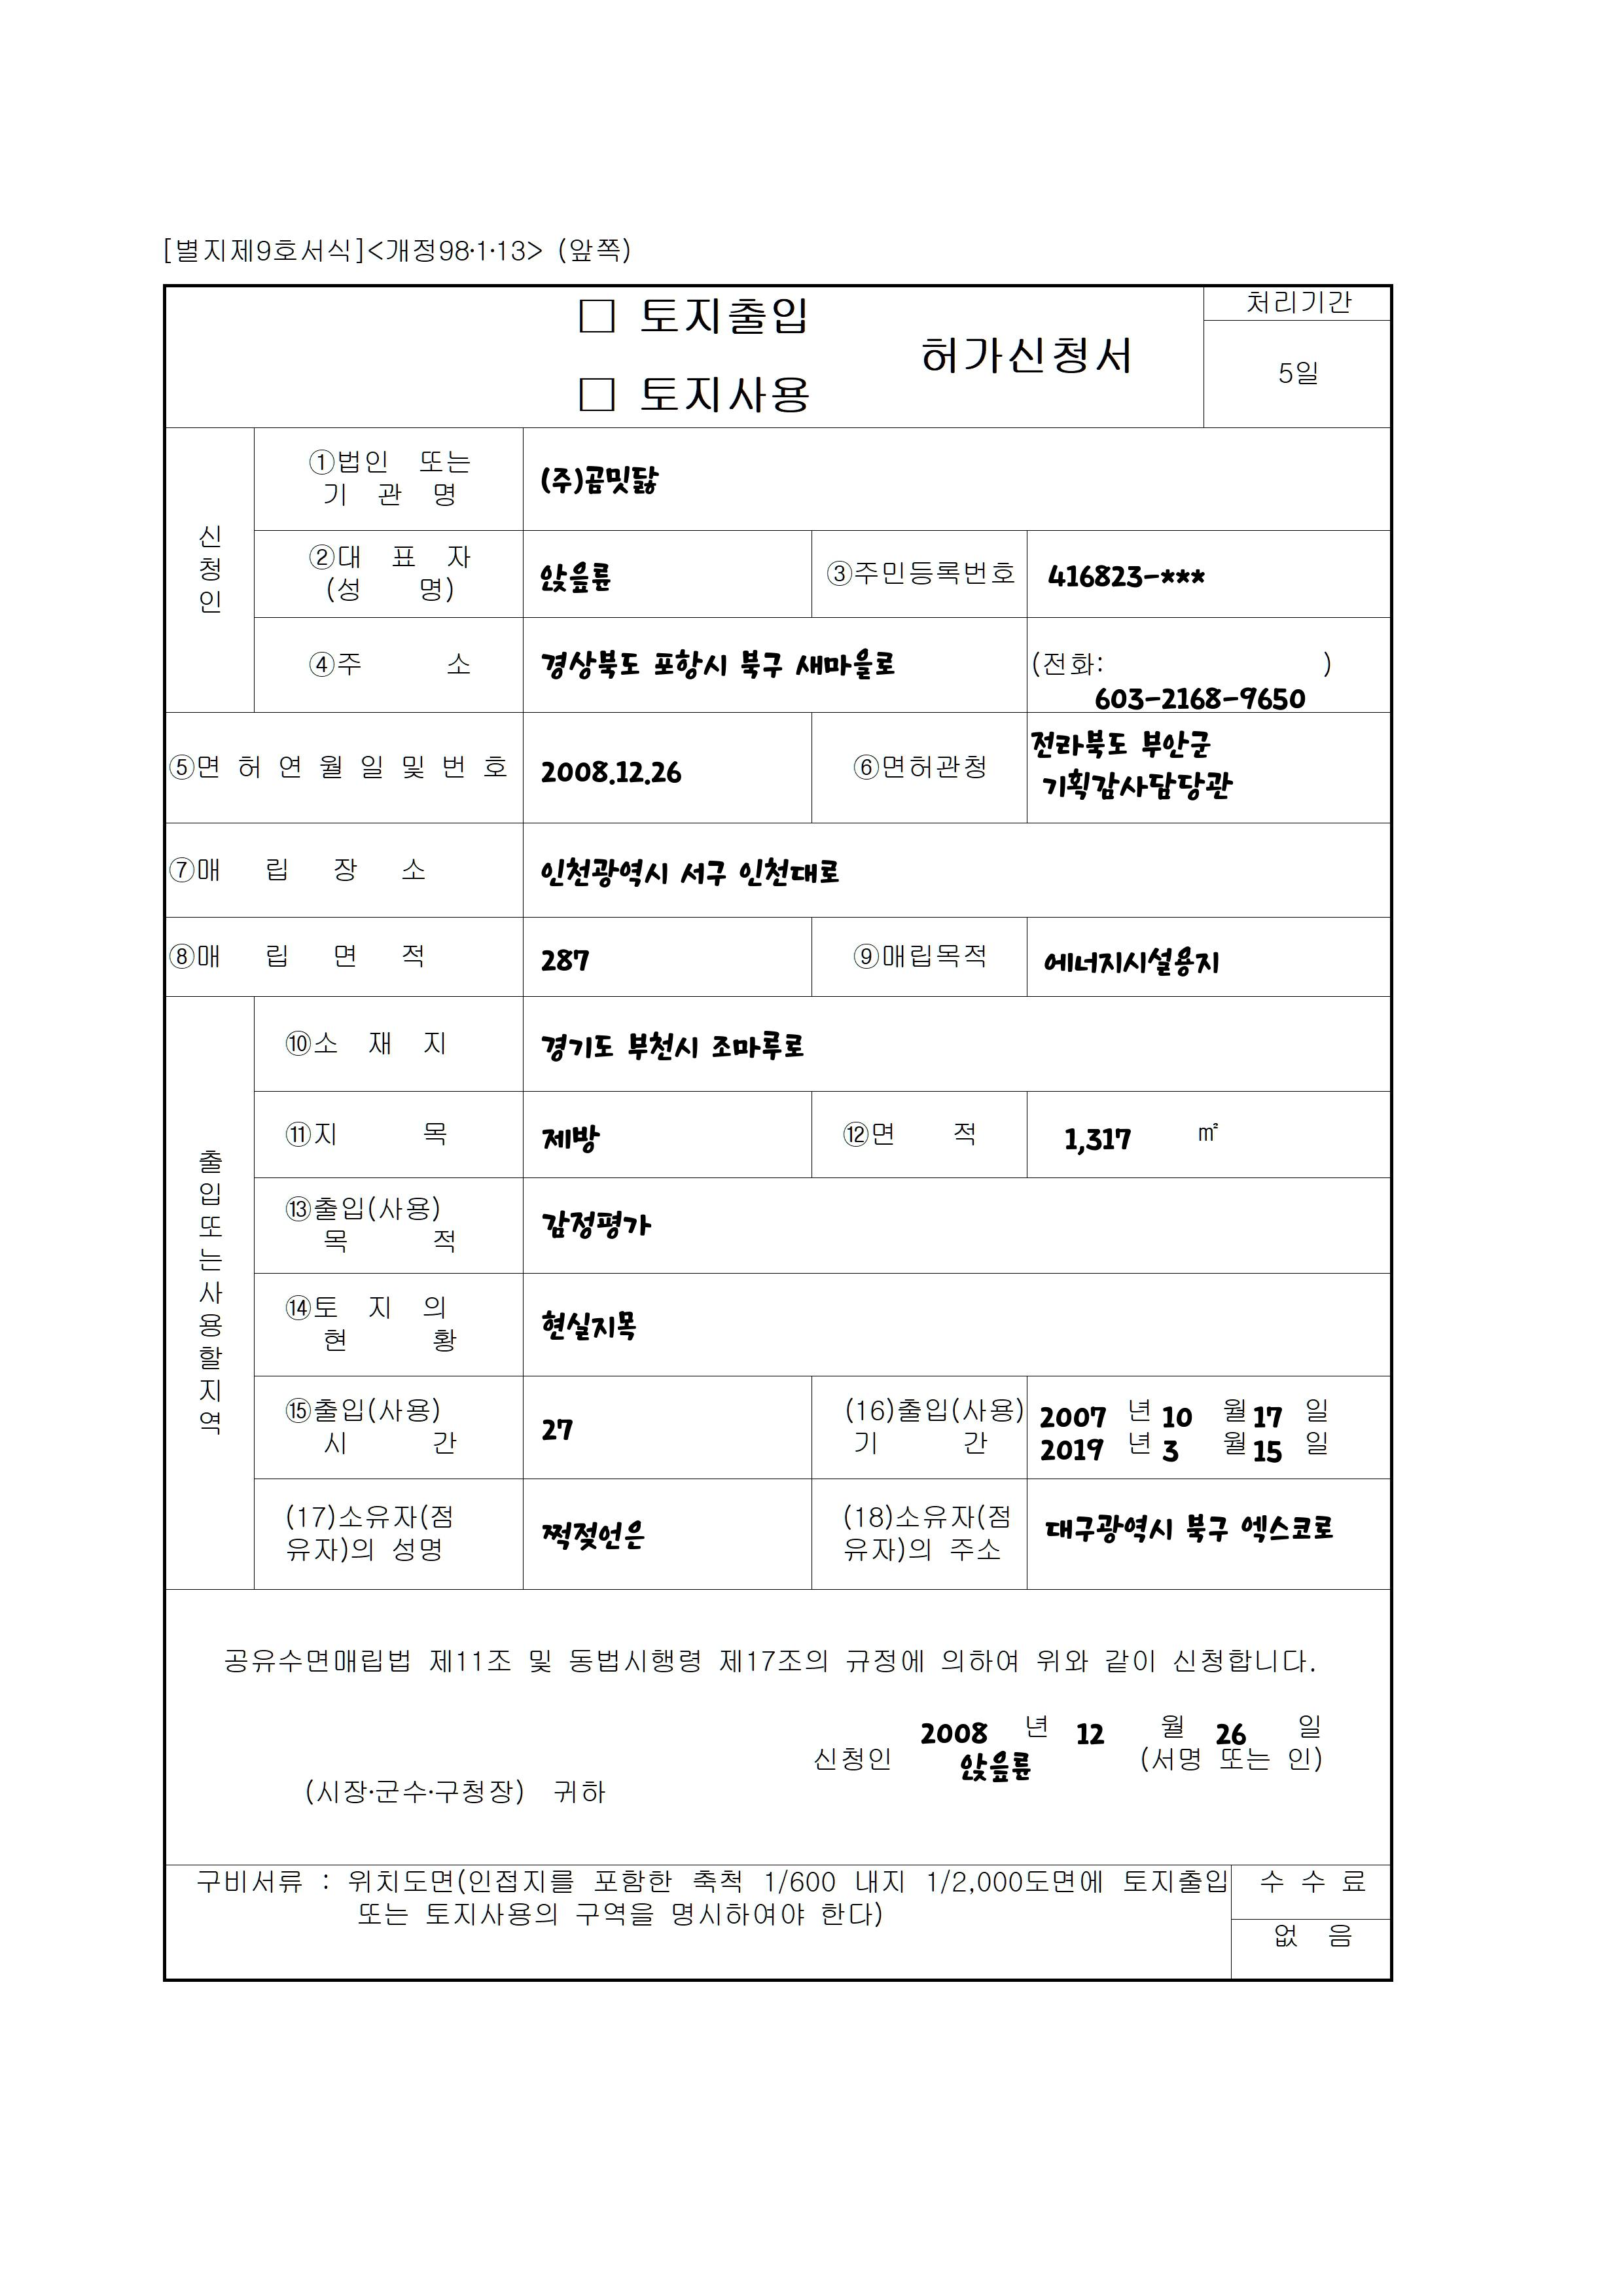 [별지제9호서식]<개정98·1·13> (앞쪽)
□ 토지출입
□ 토지사용
허가신청서
처리기간
5일
신청인
①법인 또는 기 관 명
(주)곰밋닳
②대 표 자 (성 명)
앉읖륜
③주민등록번호
416823-***
④주 소
경상북도 포항시 북구 새마을로
(전화: )
603-2168-9650
⑤면 허 연 월 일 및 번 호
2008.12.26
⑥면허관청
전라북도 부안군
기획감사담당관
⑦매 립 장 소
인천광역시 서구 인천대로
⑧매 립 면 적
287
⑨매립목적
에너지시설용지
출입또는사용할지역
⑩소 재 지
경기도 부천시 조마루로
⑪지 목
제방
⑫면 적
1,317 ㎡
⑬출입(사용)
목 적
감정평가
⑭토 지 의
현 황
현실지목
⑮출입(사용)
시 간
27
(16)출입(사용)
기 간
2007 년 10 월 17 일
2019 년 3 월 15 일
(17)소유자(점
유자)의 성명
쩍젖언은
(18)소유자(점
유자)의 주소
대구광역시 북구 엑스코로
공유수면매립법 제11조 및 동법시행령 제17조의 규정에 의하여 위와 같이 신청합니다.
2008 년 12 월 26 일
신청인 앉읖륜 (서명 또는 인)
(시장·군수·구청장) 귀하
구비서류 : 위치도면(인접지를 포함한 축척 1/600 내지 1/2,000도면에 토지출입
또는 토지사용의 구역을 명시하여야 한다)
수 수 료
없 음